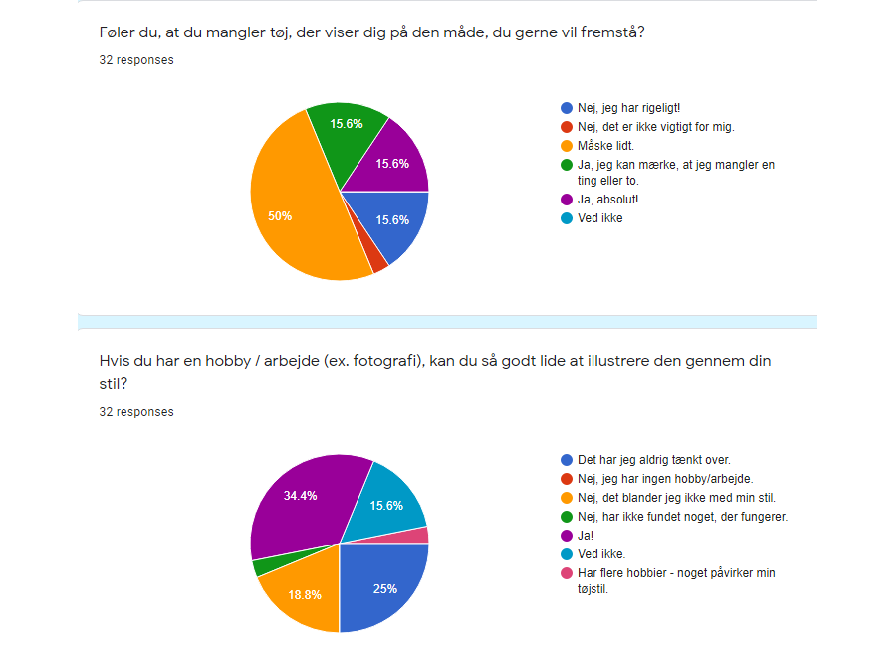 Føler du, at du mangler tøj, der viser dig på den måde, du gerne vil fremstå?
32 responses
15.6%
15.6%
50%
15.6%
Nej, jeg har rigeligt!
Nej, det er ikke vigtigt for mig.
Måske lidt.
Ja, jeg kan mærke, at jeg mangler en
ting eller to.
Ja, absolut!
Ved ikke
Hvis du har en hobby / arbejde (ex. fotografi), kan du så godt lide at illustrere den gennem din
stil?
32 responses
34.4%
15.6%
18.8%
25%
Det har jeg aldrig tænkt over.
Nej, jeg har ingen hobby/arbejde.
Nej, det blander jeg ikke med min stil.
Nej, har ikke fundet noget, der fungerer.
Ja!
Ved ikke.
Har flere hobbier - noget påvirker min
tøjstil.